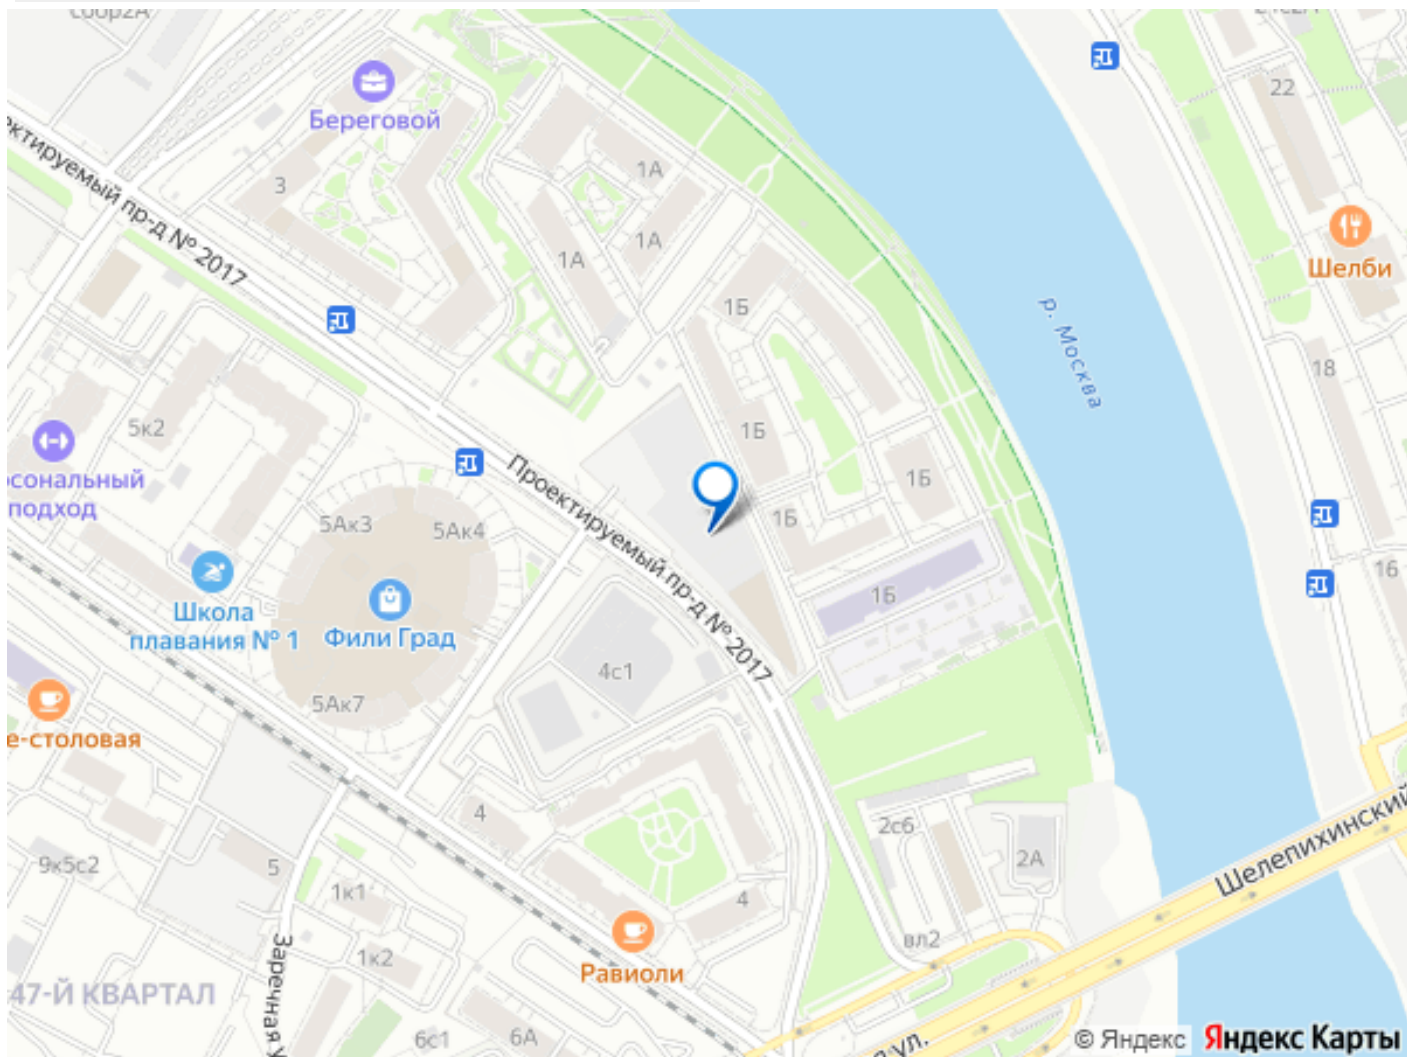 Береговой
3
1А
1А
1А
22
Шелби
Проектируемый пр-д № 2017
1Б
р. Москва
18
5к2
1Б
1Б
подход
5Ак3
5Ак4
1Б
Школа
плавания № 1
Фили Град
Проектируемый пр-д № 2017
1Б
16
4с1
5Ак7
е-столовая
4
2с6
2А
9к5с2
5
1к1
4
Шелепихинский
вл2
Равиоли
1к2
Заречная у
47-Й КВАРТАЛ
6с1
6А
ул.
© Яндекс Яндекс Карты